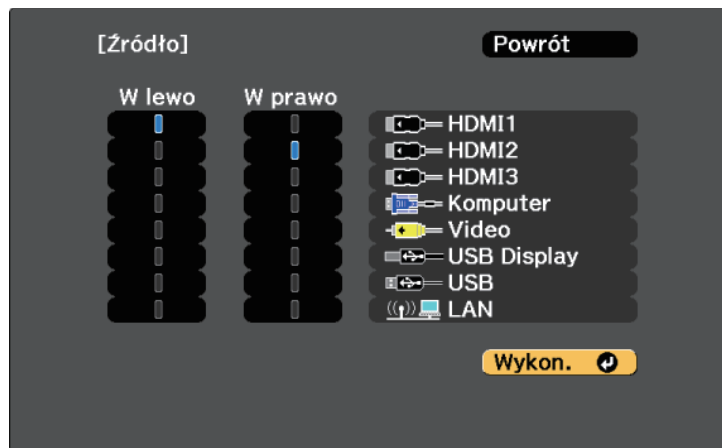 [Źródło] Powrót
W lewo W prawo
HDMI1
HDMI2
HDMI3
Komputer
Video
USB Display
USB
LAN
Wykon.